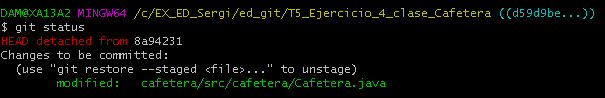 DAM@XA13A2 MINGW64 /c/EX_ED_Sergi/ed_git/T5_Ejercicio_4_clase_Cafetera ((d59d9be...))
$ git status
HEAD detached from 8a94231
Changes to be committed:
  (use "git restore --staged <file>..." to unstage)
        modified:   cafetera/src/cafetera/Cafetera.java